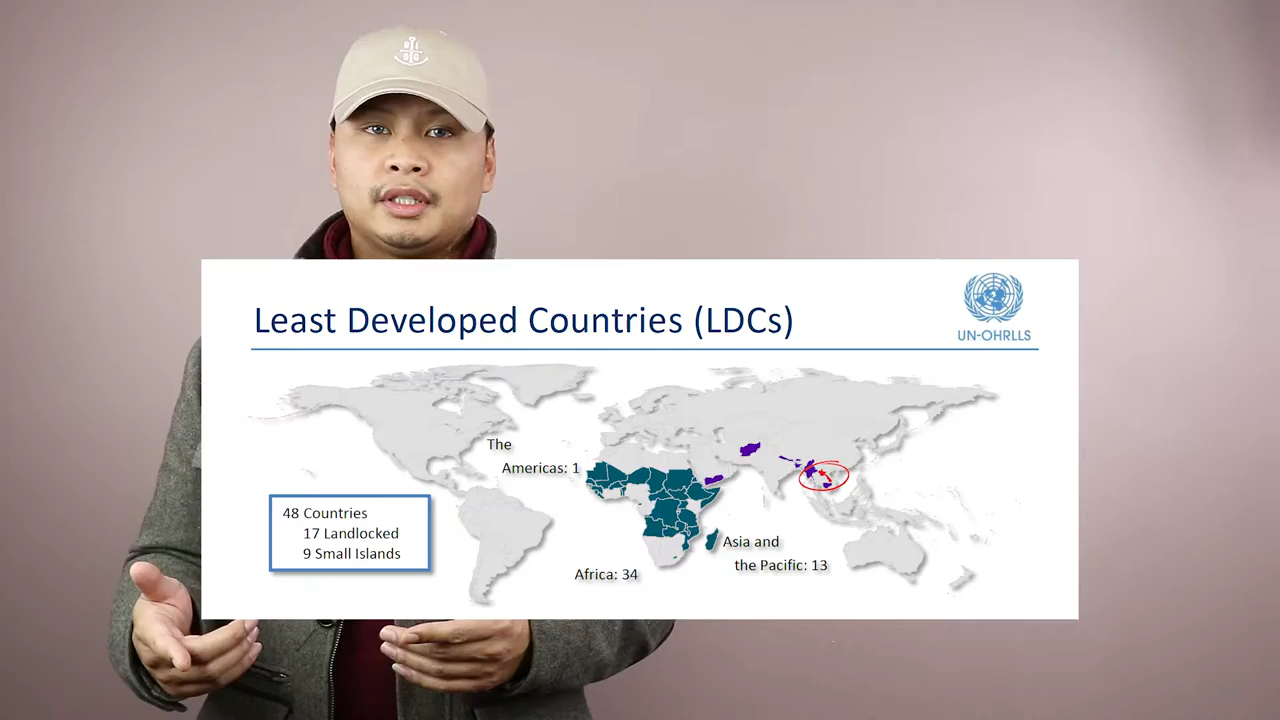 Least Developed Countries (LDCs)
UN-OHRLLS
The
Americas: 1
48 Countries
17 Landlocked
9 Small Islands
Africa: 34
Asia and
the Pacific: 13